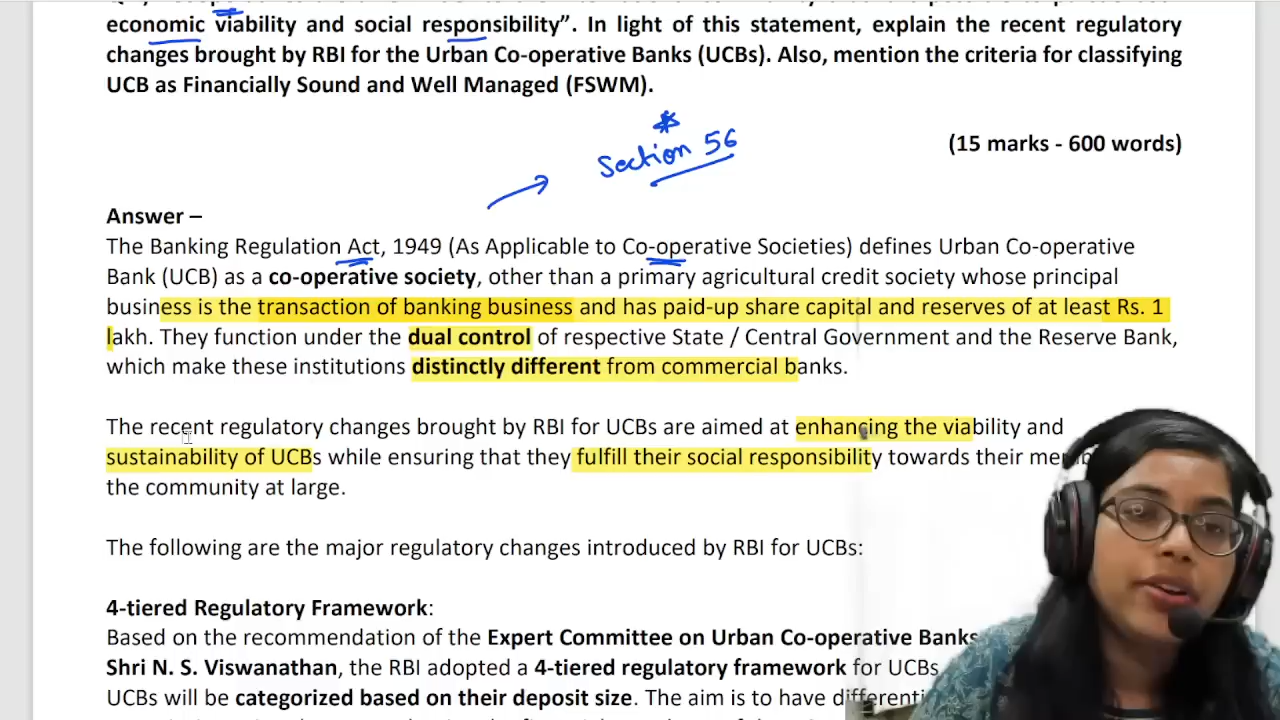 economic viability and social responsibility". In light of this statement, explain the recent regulatory
changes brought by RBI for the Urban Co-operative Banks (UCBs). Also, mention the criteria for classifying
UCB as Financially Sound and Well Managed (FSWM).
Section 56
(15 marks - 600 words)
Answer –
The Banking Regulation Act, 1949 (As Applicable to Co-operative Societies) defines Urban Co-operative
Bank (UCB) as a co-operative society, other than a primary agricultural credit society whose principal
business is the transaction of banking business and has paid-up share capital and reserves of at least Rs. 1
lakh. They function under the dual control of respective State / Central Government and the Reserve Bank,
which make these institutions distinctly different from commercial banks.
The recent regulatory changes brought by RBI for UCBs are aimed at enhancing the viability and
sustainability of UCBs while ensuring that they fulfill their social responsibility towards their
the community at large.
The following are the major regulatory changes introduced by RBI for UCBs:
4-tiered Regulatory Framework:
Based on the recommendation of the Expert Committee on Urban Co-operative Banks
Shri N. S. Viswanathan, the RBI adopted a 4-tiered regulatory framework for UCBs
UCBs will be categorized based on their deposit size. The aim is to have